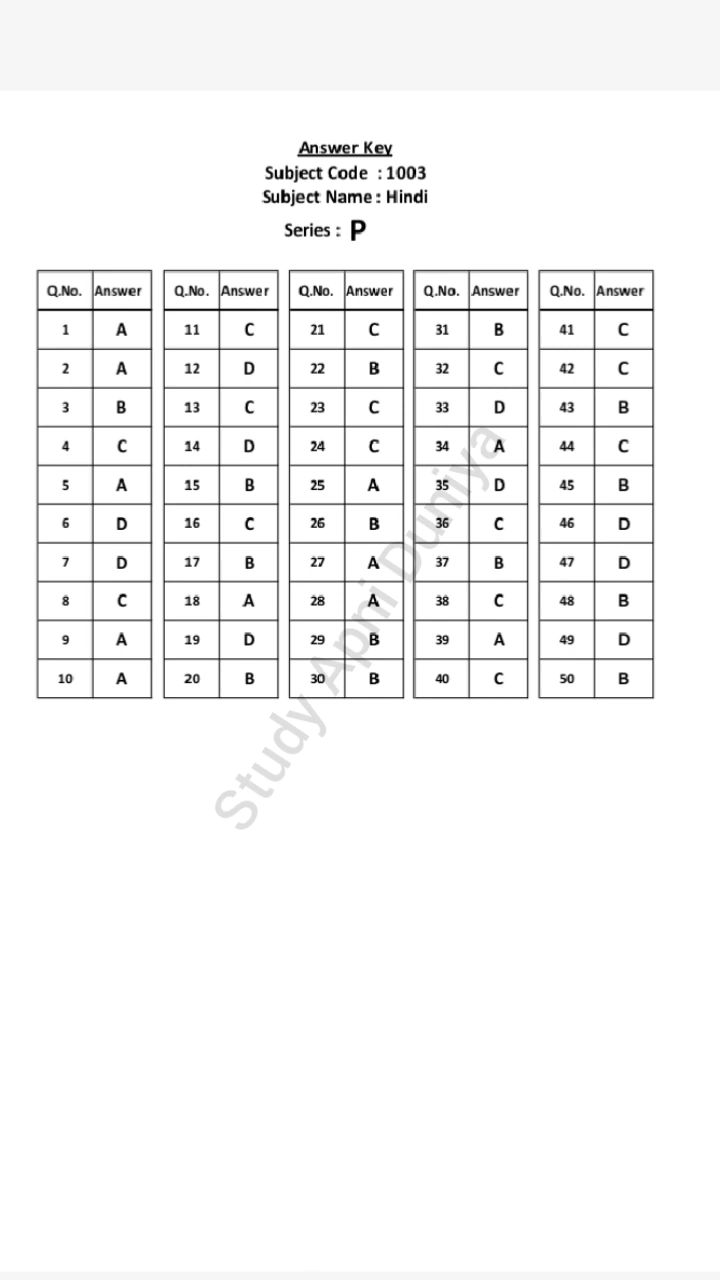 Answer Key
Subject Code : 1003
Subject Name : Hindi
Series : P
Q.No. Answer Q.No. Answer Q.No. Answer Q.No. Answer Q.No. Answer
1 A 11 C 21 C 31 B 41 C
2 A 12 D 22 B 32 C 42 C
3 B 13 C 23 C 33 D 43 B
4 C 14 D 24 C 34 A 44 C
5 A 15 B 25 A 35 D 45 B
6 D 16 C 26 B 36 C 46 D
7 D 17 B 27 A 37 B 47 D
8 C 18 A 28 A 38 C 48 B
9 A 19 D 29 B 39 A 49 D
10 A 20 B 30 B 40 C 50 B
Study Apni Duniya